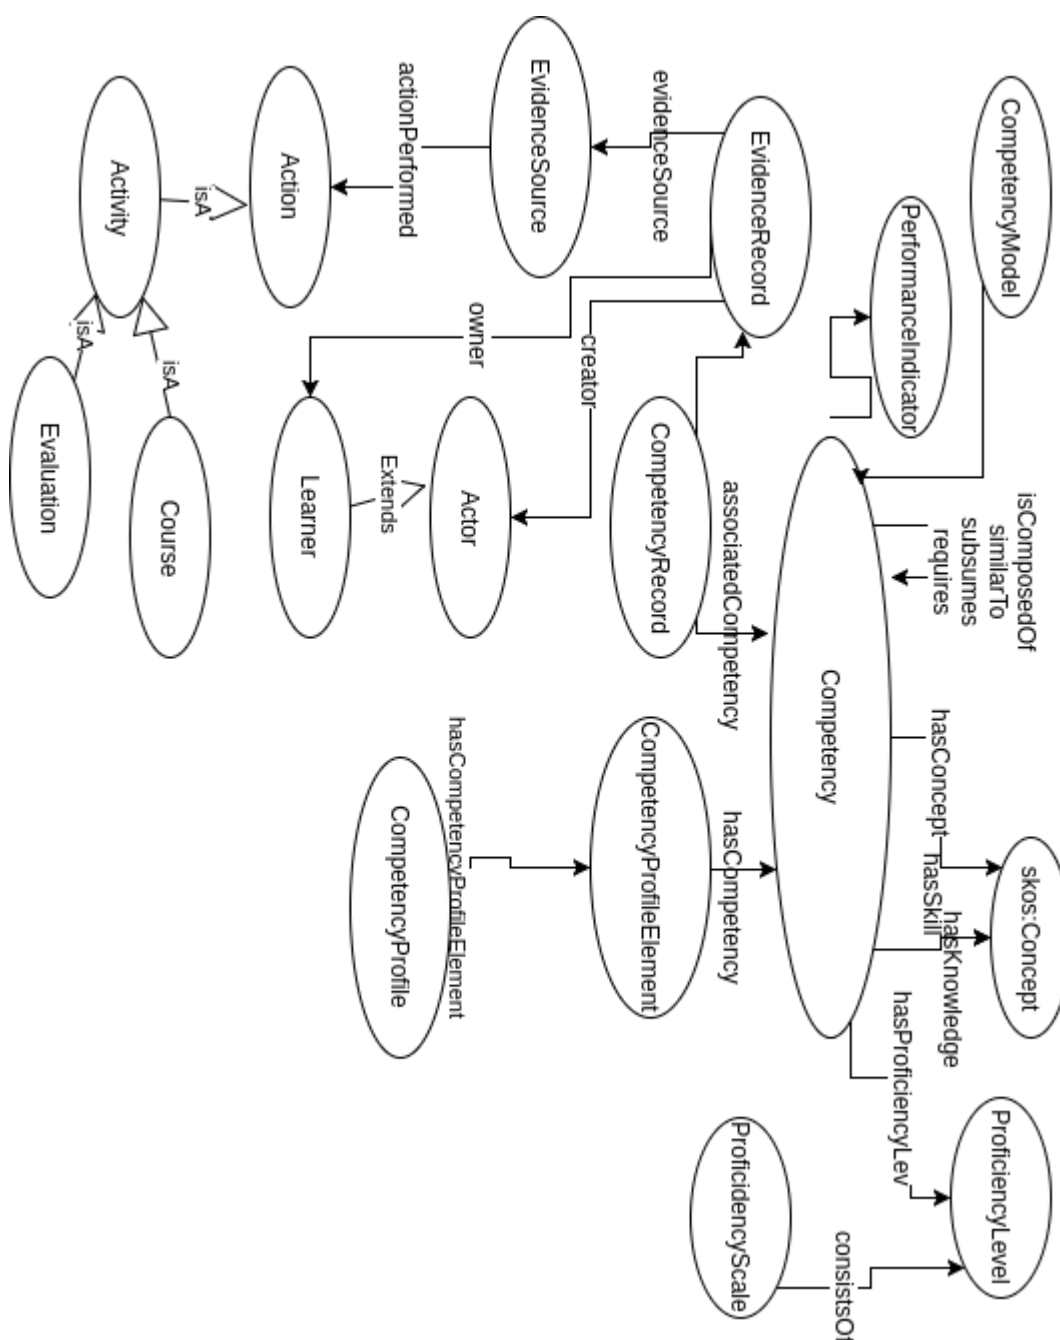 CompetencyModel
isComposedOf
similarTo
subsumes
requires
hasConcept
skos:Concept
hasSkill
hasKnowledge
hasProficiencyLev
ProficiencyLevel
PerformanceIndicator
Competency
consistsOf
EvidenceRecord
evidenceSource
CompetencyRecord
associatedCompetency
CompetencyProfileElement
hasCompetency
ProficidencyScale
EvidenceSource
creator
actionPerformed
owner
Actor
hasCompetencyProfileElement
CompetencyProfile
Extends
Action
Learner
isA
isA
Activity
Course
isA
Evaluation